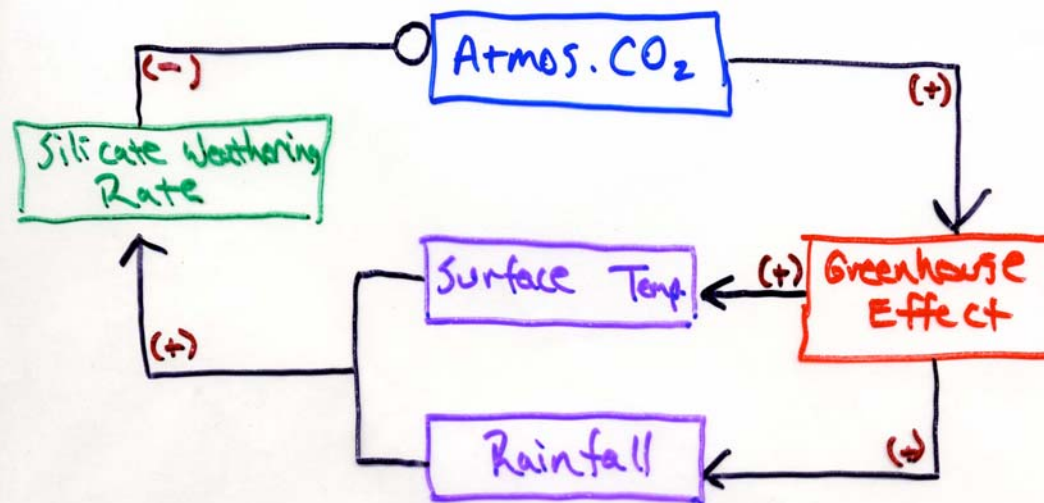 Atmos. CO₂
(-)
(+)
Silicate Weathering
Rate
Surface Temp.
(+)
Greenhouse
Effect
(+)
Rainfall
(+)